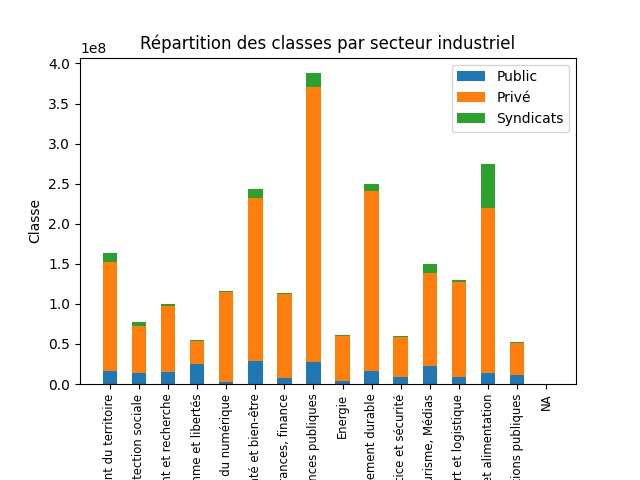 Répartition des classes par secteur industriel
1e8
4.0
3.5
3.0
2.5
2.0
1.5
1.0
0.5
0.0
Classe
Public
Privé
Syndicats
nt du territoire
tection sociale
nt et recherche
me et libertés
du numérique
té et bien-être
rances, finance
nces publiques
Energie
ement durable
ice et sécurité
urisme, Médias
rt et logistique
et alimentation
ions publiques
NA